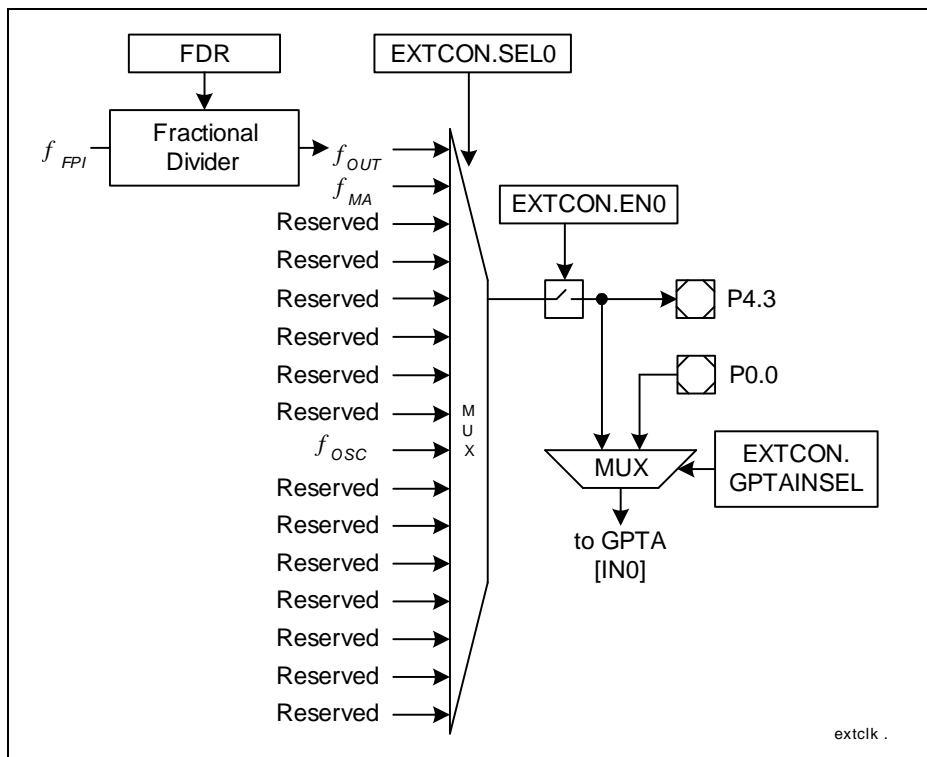 FDR
EXTCON.SEL0
Fractional
Divider
f FPI
f OUT
f MA
Reserved
Reserved
Reserved
Reserved
Reserved
Reserved
f OSC
Reserved
Reserved
Reserved
Reserved
Reserved
Reserved
Reserved
M
U
X
EXTCON.EN0
P4.3
P0.0
MUX
EXTCON.
GPTAINSEL
to GPTA
[IN0]
extclk .